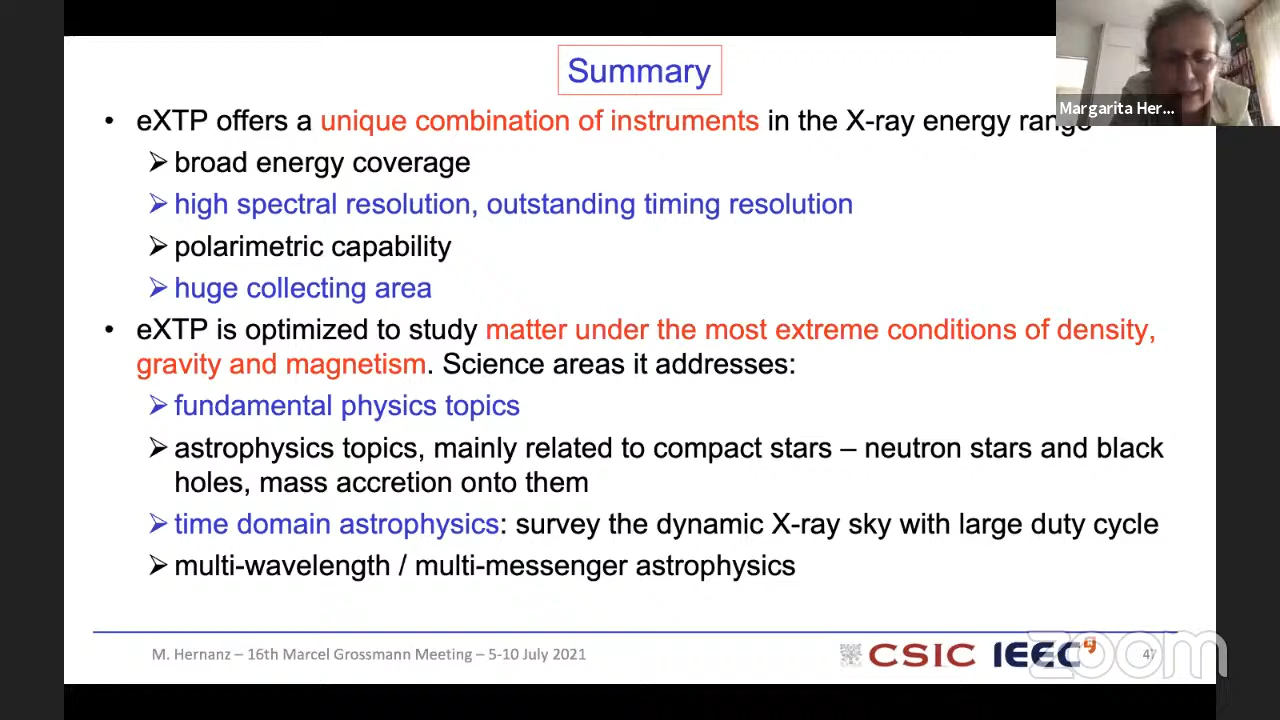 Summary
Margarita Her...
• eXTP offers a unique combination of instruments in the X-ray energy range
➢ broad energy coverage
➢ high spectral resolution, outstanding timing resolution
➢ polarimetric capability
➢ huge collecting area
• eXTP is optimized to study matter under the most extreme conditions of density,
gravity and magnetism. Science areas it addresses:
➢ fundamental physics topics
➢ astrophysics topics, mainly related to compact stars – neutron stars and black
holes, mass accretion onto them
➢ time domain astrophysics: survey the dynamic X-ray sky with large duty cycle
➢ multi-wavelength / multi-messenger astrophysics
M. Hernanz – 16th Marcel Grossmann Meeting – 5-10 July 2021
CSIC IEEC zoom 47